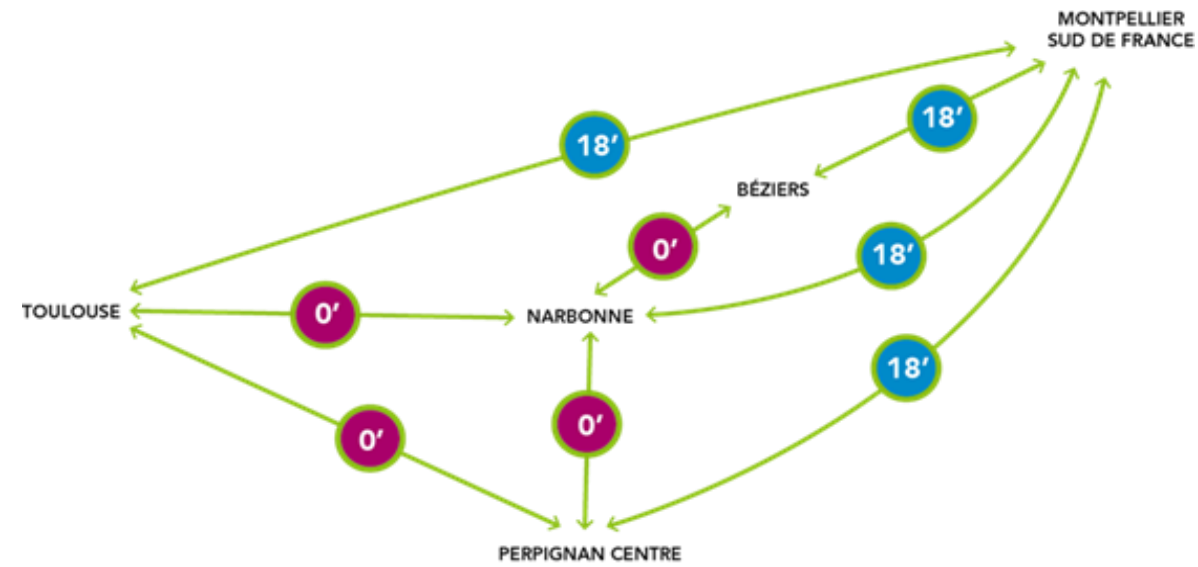 MONTPELLIER
SUD DE FRANCE
18’
18’
BÉZIERS
0’
18’
TOULOUSE
0’
NARBONNE
18’
0’
0’
PERPIGNAN CENTRE